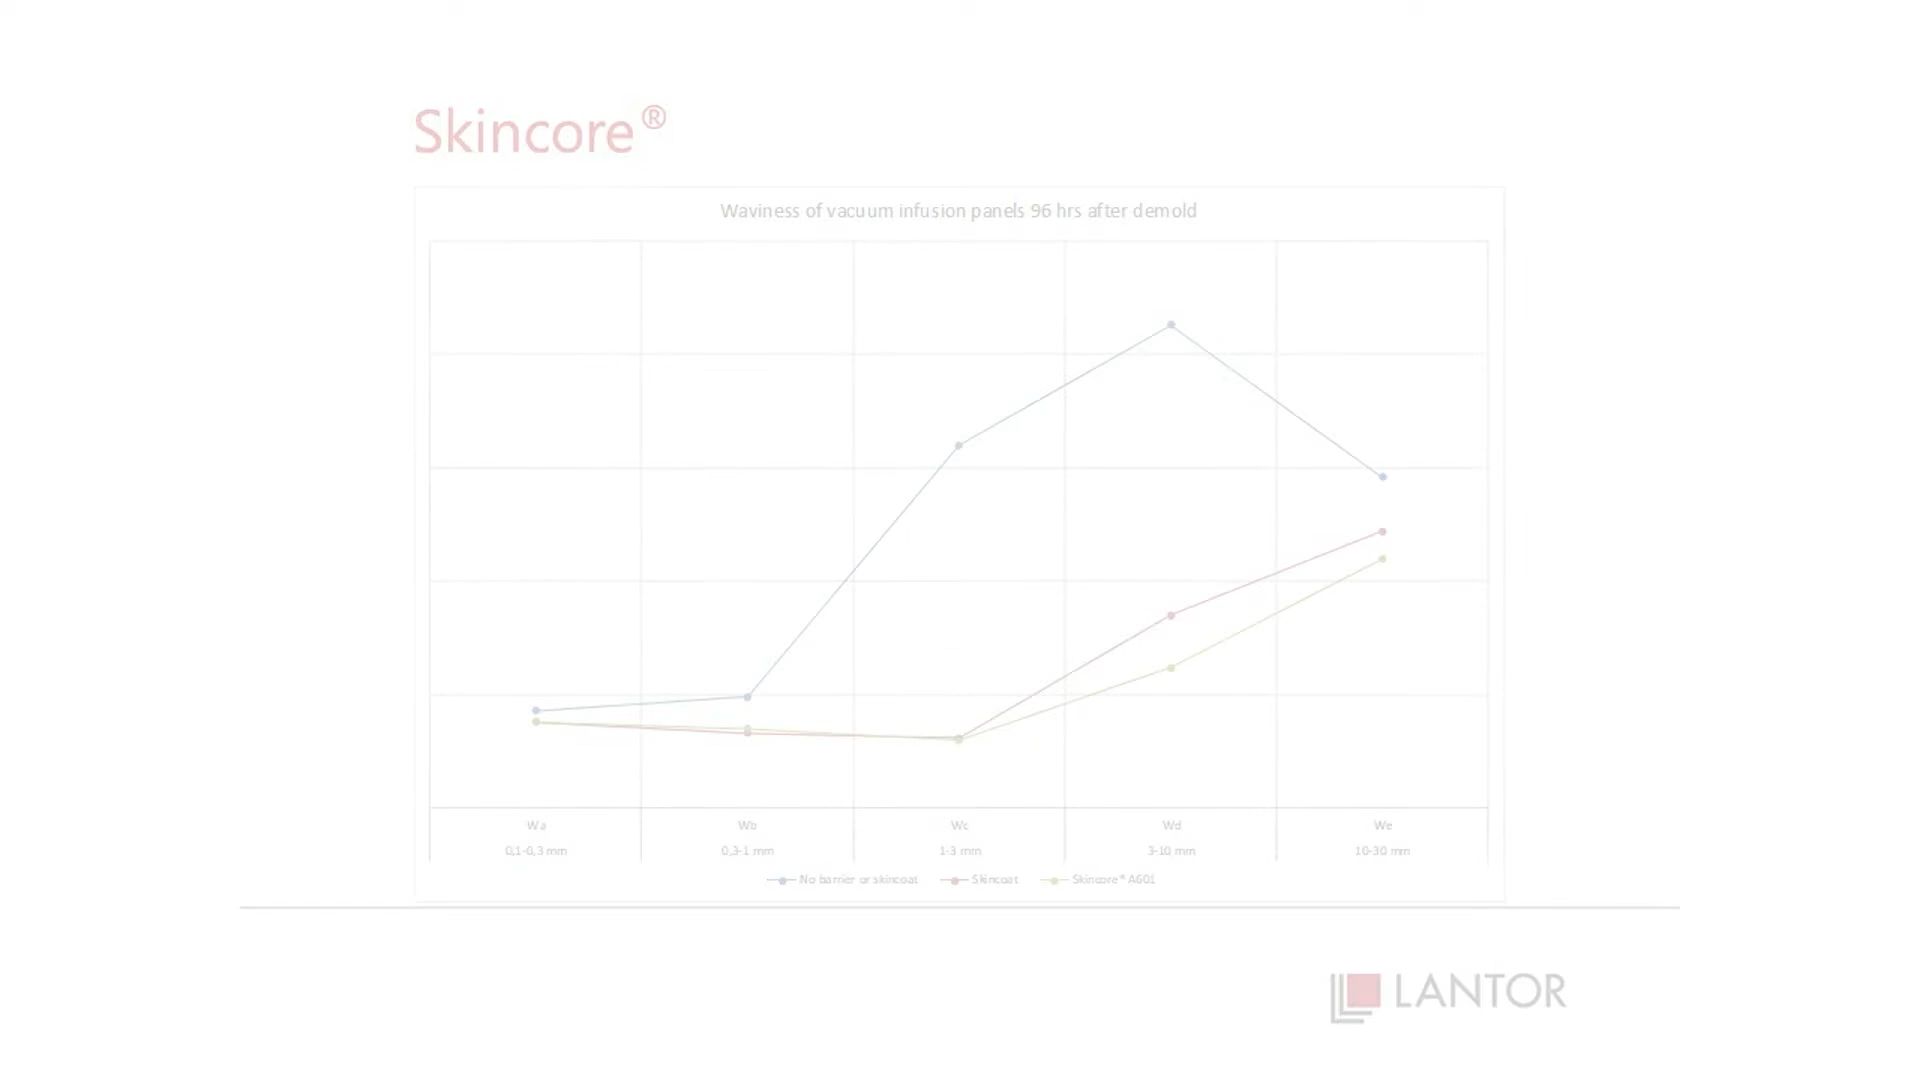 Skincore®
Waviness of vacuum infusion panels 96 hrs after demold
Wa Wb Wc Wd We
0,1-0,3 mm 0,3-1 mm 1-3 mm 3-10 mm 10-30 mm
No barrier or skincoat Skincoat Skincore® A601
LANTOR